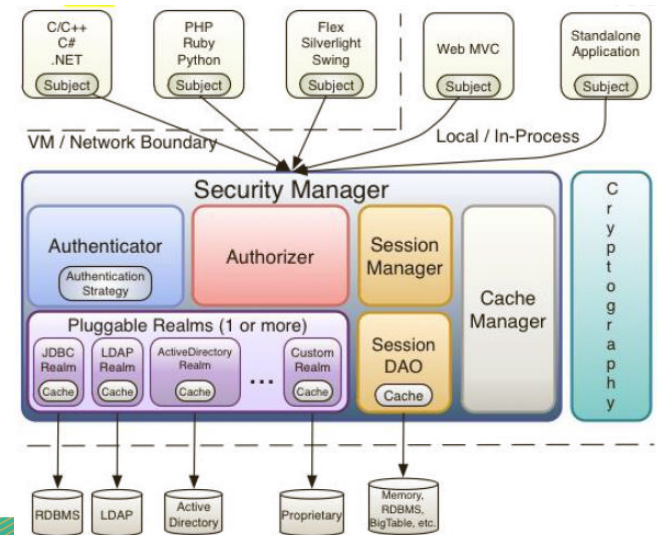 C/C++
C#
.NET
Subject
PHP
Ruby
Python
Subject
Flex
Silverlight
Swing
Subject
Web MVC
Subject
Standalone
Application
Subject
VM / Network Boundary
Local / In-Process
Security Manager
Authenticator
Authentication
Strategy
Authorizer
Session
Manager
Cache
Manager
Cryptography
Pluggable Realms (1 or more)
JDBC
Realm
Cache
LDAP
Realm
Cache
ActiveDirectory
Realm
Cache
...
Custom
Realm
Cache
Session
DAO
Cache
RDBMS
LDAP
Active
Directory
Proprietary
Memory,
RDBMS,
BigTable, etc.